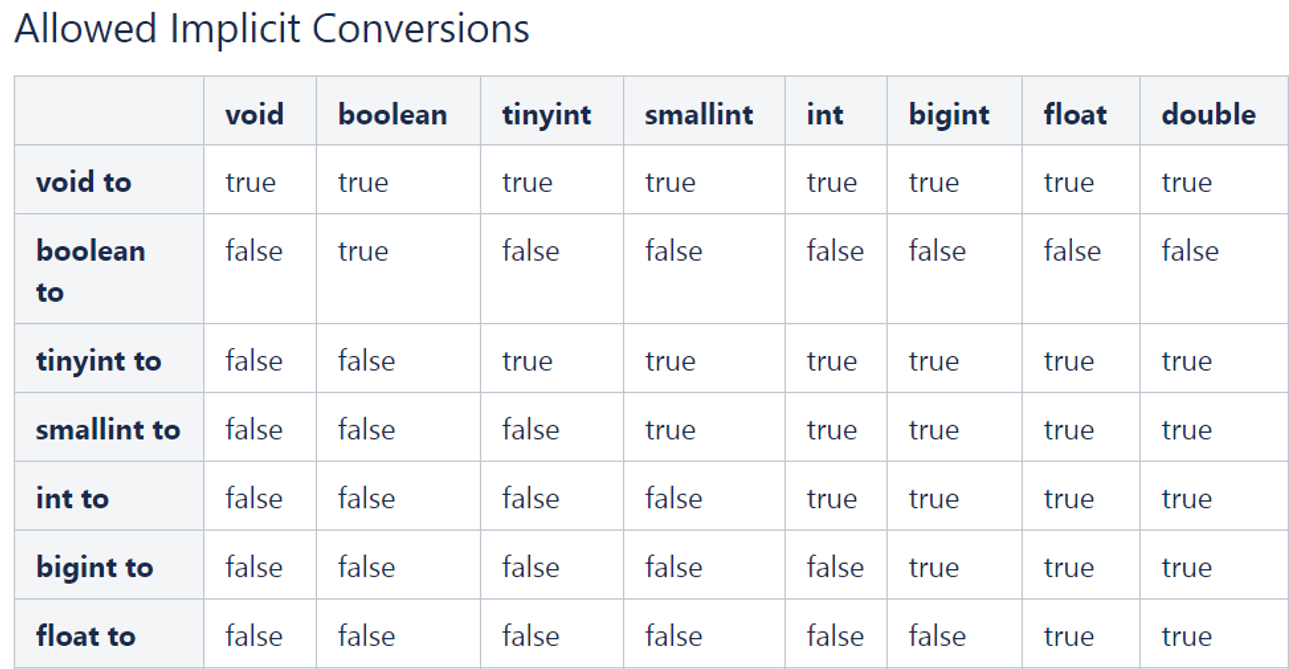 Allowed Implicit Conversions
void boolean tinyint smallint int bigint float double
void to true true true true true true true true
boolean to false true false false false false false false
tinyint to false false true true true true true true
smallint to false false false true true true true true
int to false false false false true true true true
bigint to false false false false false true true true
float to false false false false false false true true